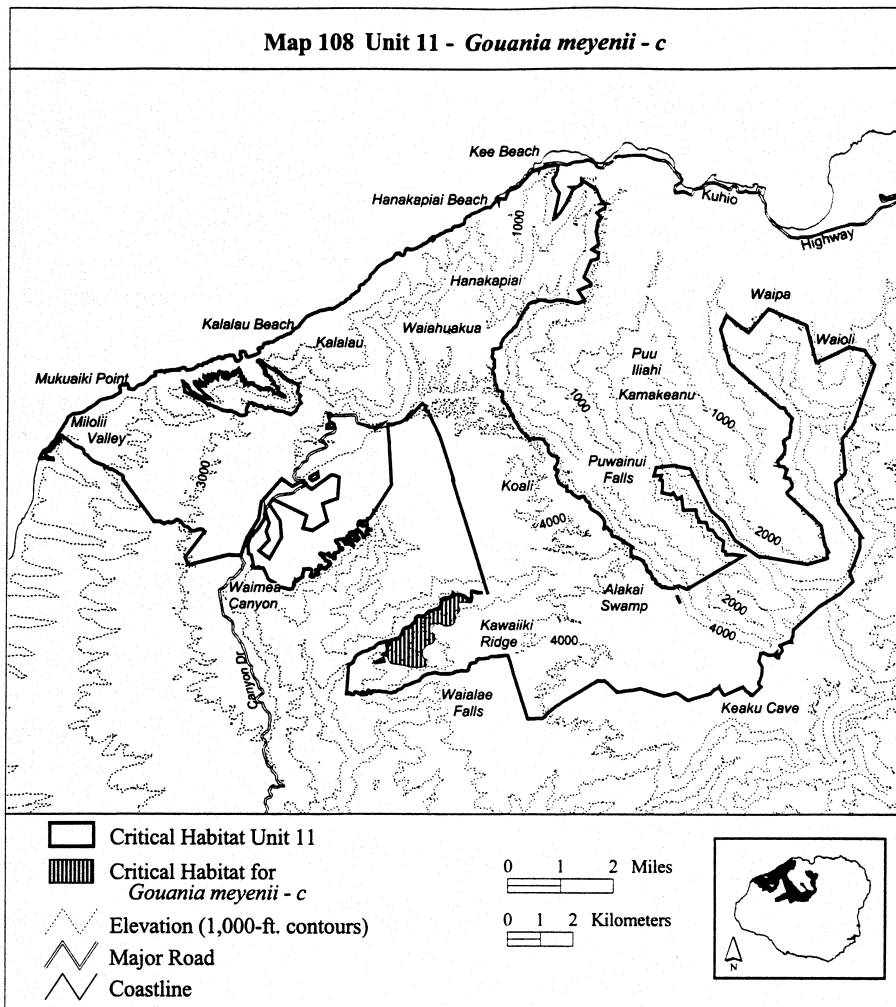 Map 108 Unit 11 - Gouania meyenii - c
Kee Beach
Hanakapiai Beach
Kuhio
Highway
1000
Hanakapiai
Waipa
Kalalau Beach
Waiahuakua
Kalalau
Waioli
Puu
Iliahi
Mukuaiki Point
Kamakeanu
1000
1000
Milolii
Valley
3000
Puwainui
Falls
Koali
4000
2000
Waimea
Canyon
Alakai
Swamp
2000
Kawaiiki
Ridge
4000
4000
Canyon Dr.
Waialae
Falls
Keaku Cave
Critical Habitat Unit 11
Critical Habitat for
Gouania meyenii - c
Elevation (1,000-ft. contours)
Major Road
Coastline
0 1 2 Miles
0 1 2 Kilometers
N